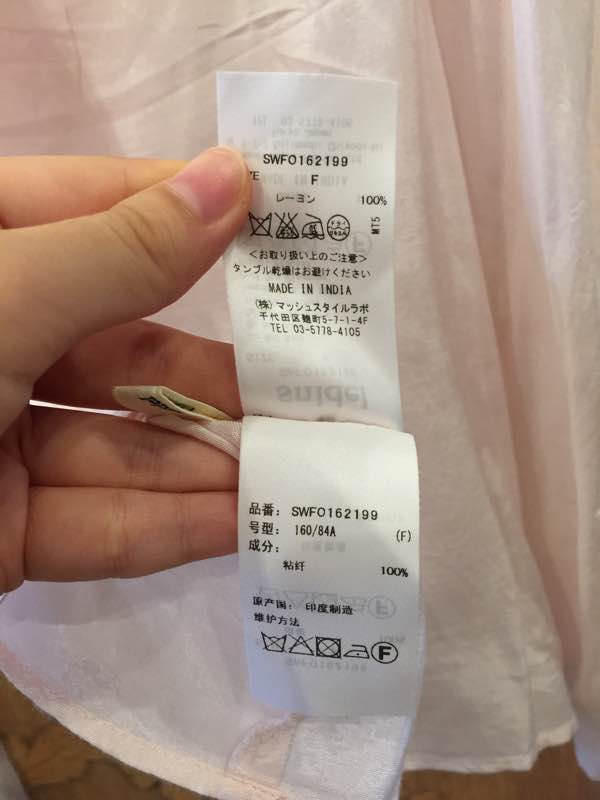 SWFO162199
F
レーヨン 100%
MT5
<お取り扱い上のご注意>
タンブル乾燥はお避けください
MADE IN INDIA
(株)マッシュスタイルラボ
千代田区麹町5-7-1-4F
TEL 03-5778-4105
snidel
品番: SWFO162199
号型: 160/84A (F)
成分:
粘纤 100%
原产国: 印度制造
维护方法
F